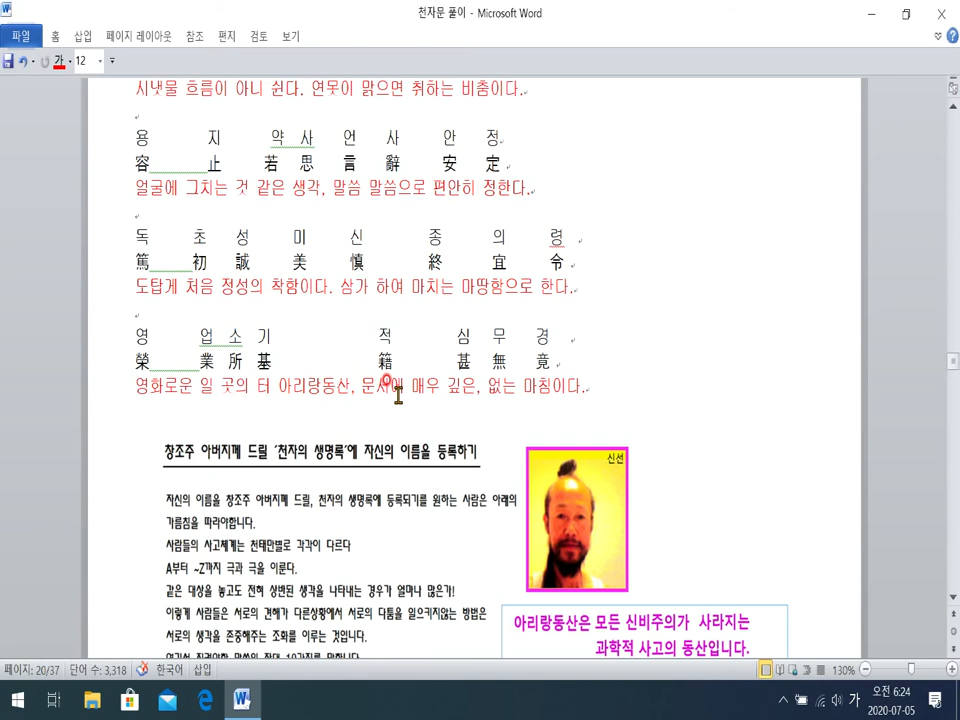 천자문 풀이 - Microsoft Word
파일 홈 삽입 페이지 레이아웃 참조 편지 검토 보기
가 12
시냇물 흐름이 아니 쉰다. 연못이 맑으면 취하는 비춤이다.
용 지 약 사 언 사 안 정
容 止 若 思 言 辭 安 定
얼굴에 그치는 것 같은 생각, 말씀 말씀으로 편안히 정한다.
독 초 성 미 신 종 의 령
篤 初 誠 美 愼 終 宜 令
도탑게 처음 정성의 착함이다. 삼가 하여 마치는 마땅함으로 한다.
영 업 소 기 적 심 무 경
榮 業 所 基 籍 甚 無 竟
영화로운 일 곳의 터 아리랑동산, 문서에 매우 깊은, 없는 마침이다.
창조주 아버지께 드릴 '천자의 생명록'에 자신의 이름을 등록하기
신선
자신의 이름을 창조주 아버지께 드릴, 천자의 생명록에 등록되기를 원하는 사람은 아래의
가름침을 따라야합니다.
사람들의 사고체계는 천태만별로 각각이 다르다
A부터 ~Z까지 극과 극을 이룬다.
같은 대상을 놓고도 전혀 상반된 생각을 나타내는 경우가 얼마나 많은가!
이렇게 사람들은 서로의 견해가 다른상황에서 서로의 다툼을 일으키지않는 방법은
서로의 생각을 존중해주는 조화를 이루는 것입니다.
아리랑동산은 모든 신비주의가 사라지는
과학적 사고의 동산입니다.
페이지: 20/37 단어 수: 3,318 한국어 삽입 130%
가 오전 6:24
2020-07-05